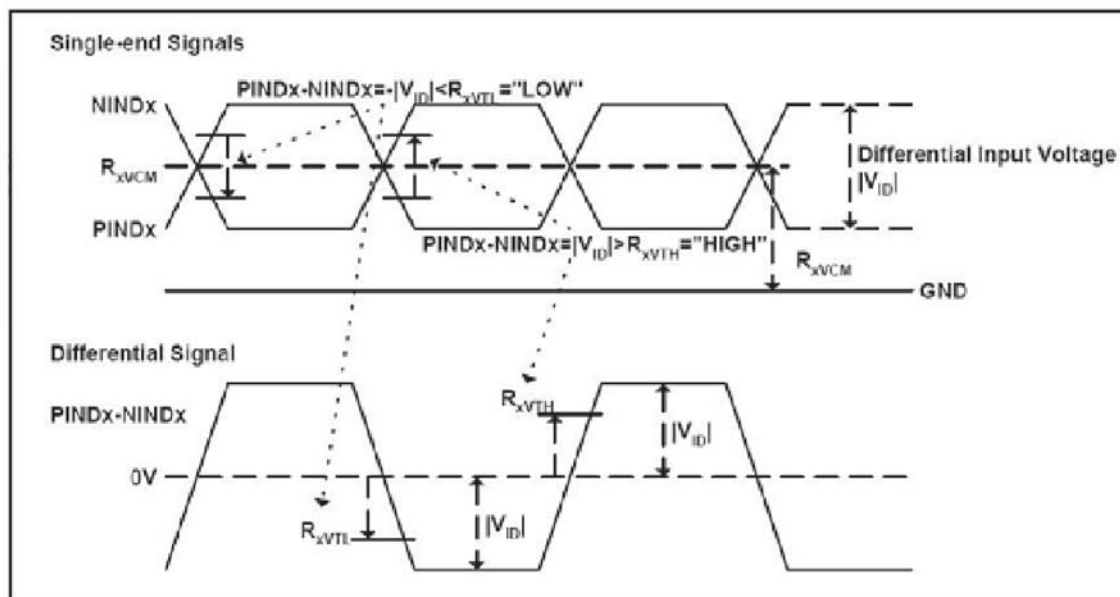 Single-end Signals
PINDx-NINDx=-|VID|<RxVTL="LOW"
NINDx
RxVCM
Differential Input Voltage
|VID|
PINDx
PINDx-NINDx=|VID|>RxVTH="HIGH"
RxVCM
GND
Differential Signal
RxVTH
PINDx-NINDx
|VID|
0V
RxVTL
|VID|